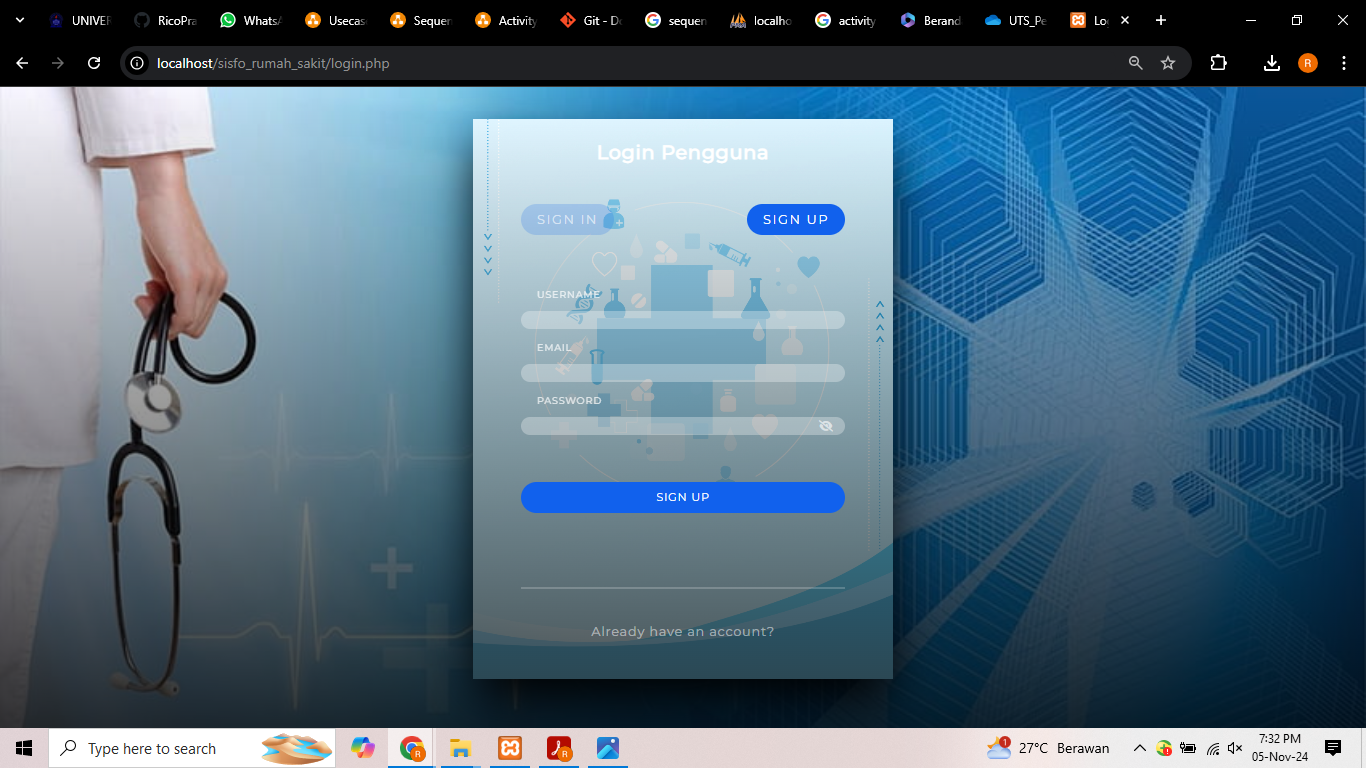 UNIVER
RicoPra
WhatsA
Usecas
Sequen
Activity
Git - Do
sequen
localho
activity
Berand
UTS_Pe
Lo
localhost/sisfo_rumah_sakit/login.php
R
Login Pengguna
SIGN IN
SIGN UP
USERNAME
EMAIL
PASSWORD
SIGN UP
Already have an account?
Type here to search
R
R
1
27°C Berawan
7:32 PM
05-Nov-24